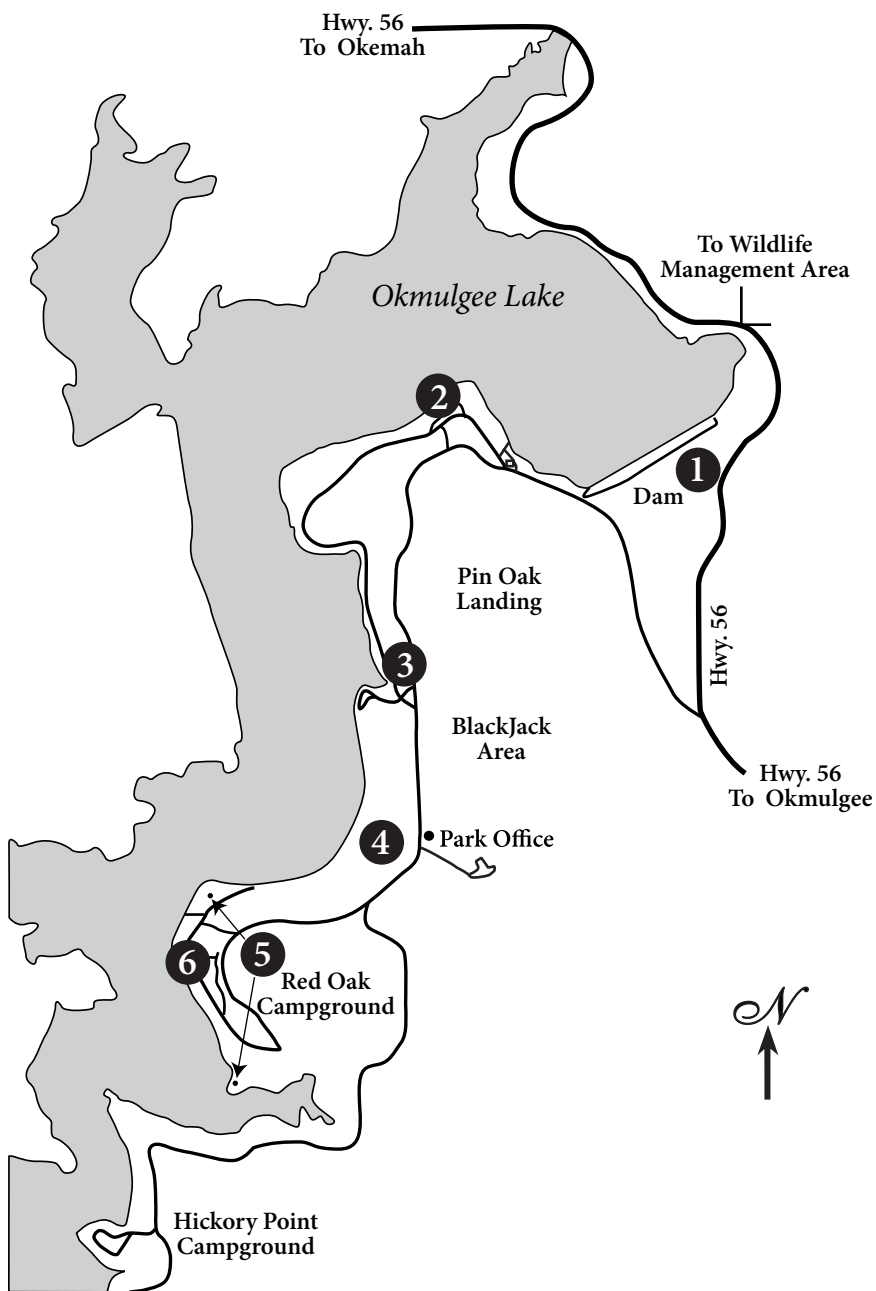 Hwy. 56
To Okemah
To Wildlife
Management Area
Okmulgee Lake
2
1
Dam
Pin Oak
Landing
Hwy. 56
3
BlackJack
Area
Hwy. 56
To Okmulgee
4
Park Office
5
6
Red Oak
Campground
N
Hickory Point
Campground